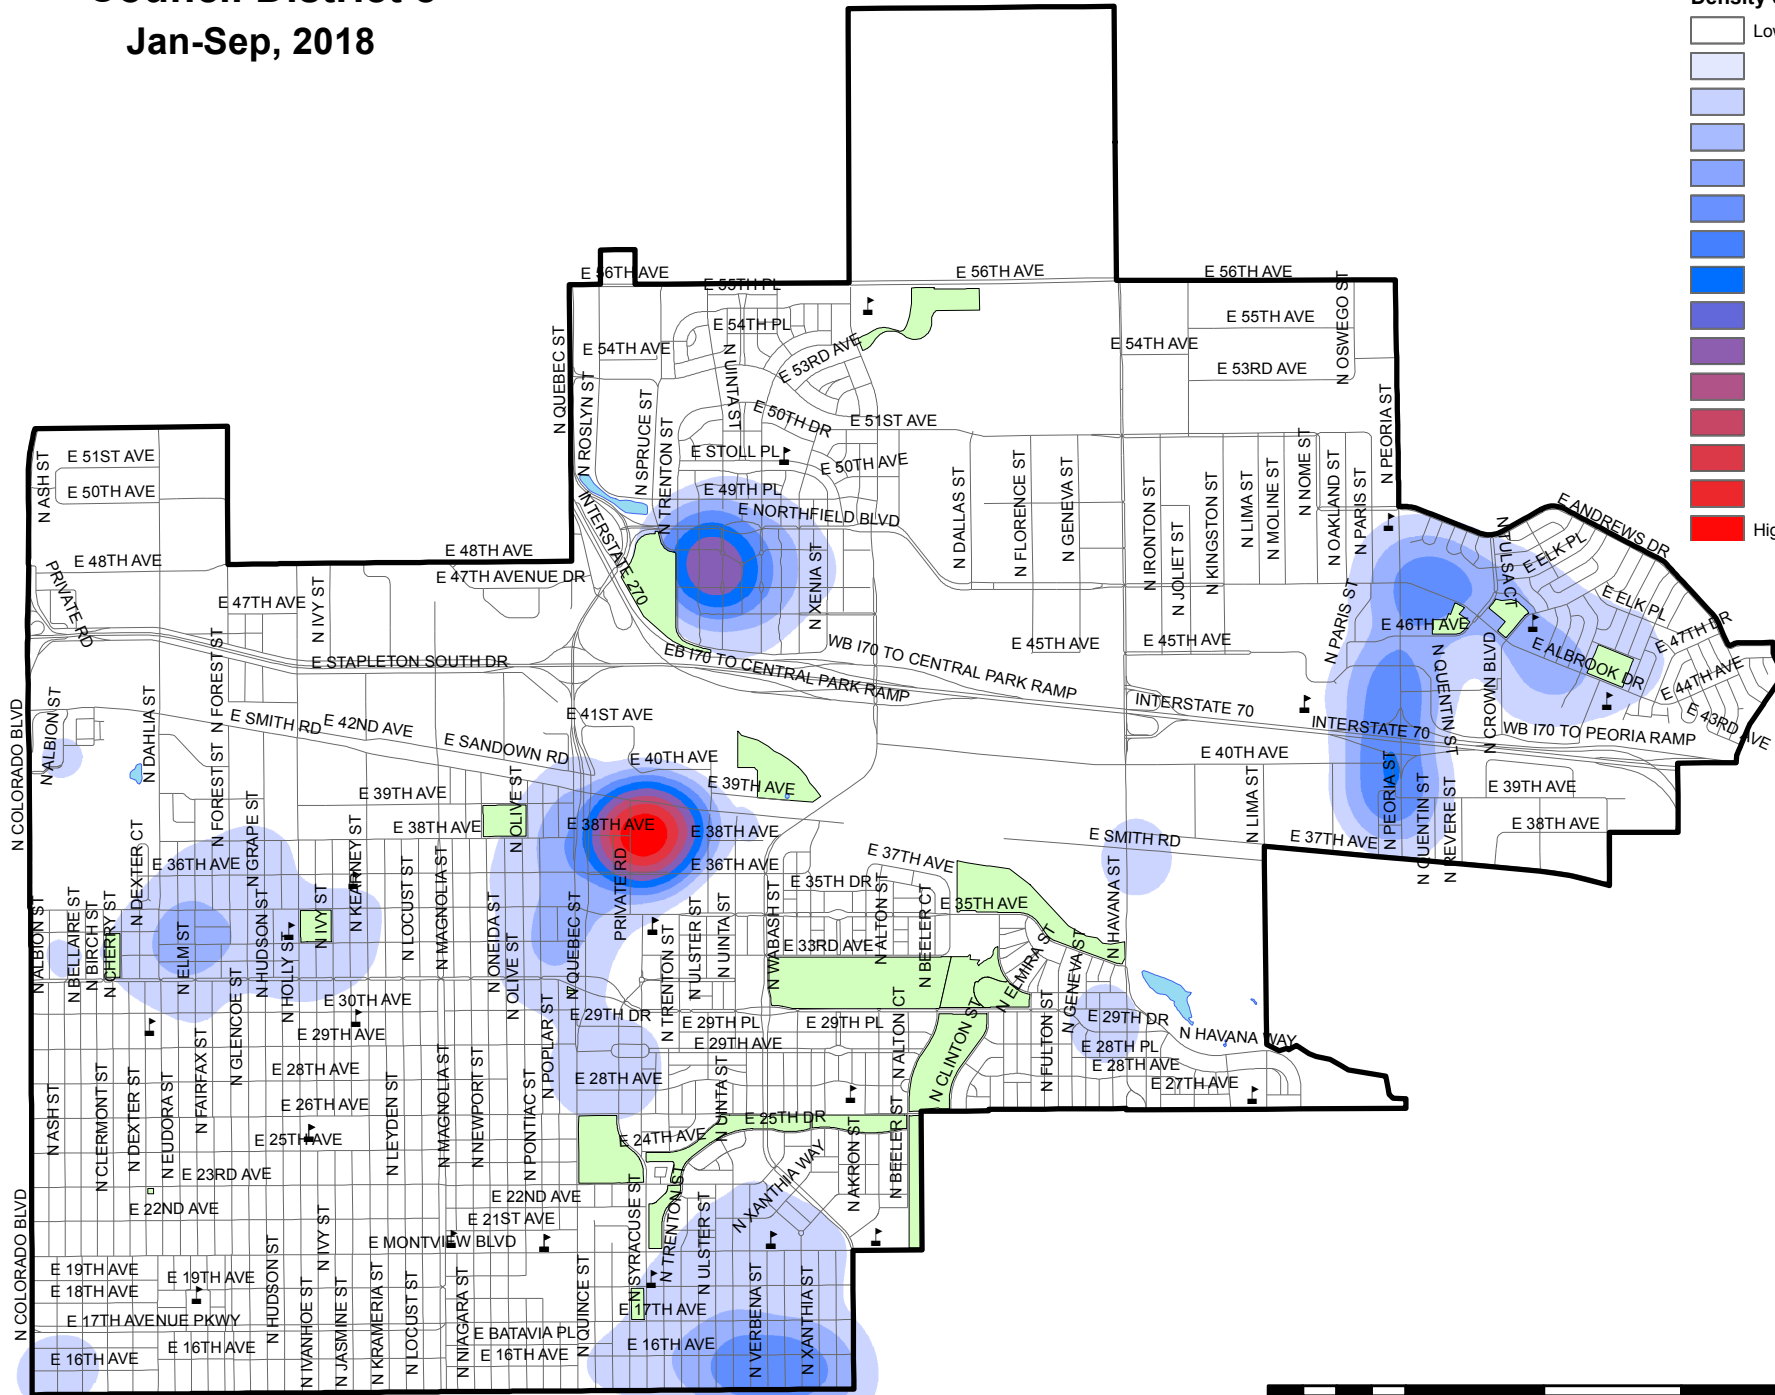 Jan-Sep, 2018
E 56TH AVE
E 55TH PL
E 56TH AVE
E 56TH AVE
E 54TH PL
E 55TH AVE
N OSWEGO ST
E 54TH AVE
E 53RD AVE
E 54TH AVE
E 53RD AVE
N QUEBEC ST
N ROSLYN ST
N SPRUCE ST
N TRENTON ST
N UINTA ST
E 50TH DR
E 51ST AVE
E STOLL PL
E 50TH AVE
E 49TH PL
E NORTHFIELD BLVD
N XENIA ST
N DALLAS ST
N FLORENCE ST
N GENEVA ST
N IRONTON ST
N JOLIET ST
N KINGSTON ST
N LIMA ST
N MOLINE ST
N NOME ST
N OAKLAND ST
N PARIS ST
N PEORIA ST
N ASH ST
E 51ST AVE
E 50TH AVE
E 48TH AVE
E 48TH AVE
E 47TH AVENUE DR
INTERSTATE 270
PRIVATE RD
E 47TH AVE
N IVY ST
E ANDREWS DR
N TULSA CT
E ELK PL
E ELK PL
E 47TH DR
E 46TH AVE
E ALBROOK DR
E 44TH AVE
E 43RD AVE
N PARIS ST
N QUENTIN ST
N CROWN BLVD
E 45TH AVE
E 45TH AVE
E STAPLETON SOUTH DR
EB I70 TO CENTRAL PARK RAMP
WB I70 TO CENTRAL PARK RAMP
INTERSTATE 70
INTERSTATE 70
WB I70 TO PEORIA RAMP
N COLORADO BLVD
N ALBION ST
N DAHLIA ST
N FOREST ST
N FOREST ST
E SMITH RD
E 42ND AVE
E SANDOWN RD
E 41ST AVE
E 40TH AVE
E 39TH AVE
E 40TH AVE
E 39TH AVE
E 39TH AVE
N OLIVE ST
E 38TH AVE
E 38TH AVE
E 38TH AVE
E 38TH AVE
N LIMA ST
N PEORIA ST
N QUENTIN ST
N REVERE ST
E SMITH RD
E 37TH AVE
N DEXTER CT
E 36TH AVE
N GRAPE ST
N KEARNEY ST
E 36TH AVE
E 37TH AVE
E 35TH DR
E 35TH AVE
E 33RD AVE
PRIVATE RD
N ALBION ST
N BELLAIRE ST
N BIRCH ST
N CHERRY ST
N ELM ST
N HUDSON ST
N HOLLY ST
N IVY ST
N LOCUST ST
N MAGNOLIA ST
N ONEIDA ST
N OLIVE ST
N QUEBEC ST
N TRENTON ST
N ULSTER ST
N UINTA ST
N WABASH ST
N ALTON ST
N BEELER CT
N ELMIRA ST
N GENEVA ST
N HAVANA ST
N GLENCOE ST
E 30TH AVE
E 29TH AVE
E 29TH DR
E 29TH PL
E 29TH PL
E 29TH AVE
E 29TH DR
E 28TH PL
N HAVANA WAY
E 28TH AVE
E 28TH AVE
E 28TH AVE
E 27TH AVE
N FULTON ST
N CLINTON ST
N ALTON CT
N POPLAR ST
N ASH ST
N CLERMONT ST
N DEXTER ST
N EUDORA ST
N FAIRFAX ST
E 26TH AVE
E 25TH AVE
N LEYDEN ST
N MAGNOLIA ST
N NEWPORT ST
N PONTIAC ST
E 25TH DR
E 24TH AVE
N UINTA ST
N AKRON ST
N BEELER ST
E 23RD AVE
E 22ND AVE
E 22ND AVE
E 21ST AVE
N XANTHIA WAY
N COLORADO BLVD
N IVY ST
E MONTVIEW BLVD
N SYRACUSE ST
N TRENTON ST
N ULSTER ST
E 19TH AVE
E 19TH AVE
E 18TH AVE
E 17TH AVENUE PKWY
E 17TH AVE
N HUDSON ST
N IVANHOE ST
N JASMINE ST
N KRAMERIA ST
N LOCUST ST
N NIAGARA ST
N QUINCE ST
N VERBENA ST
N XANTHIA ST
E BATAVIA PL
E 16TH AVE
E 16TH AVE
E 16TH AVE
E 16TH AVE